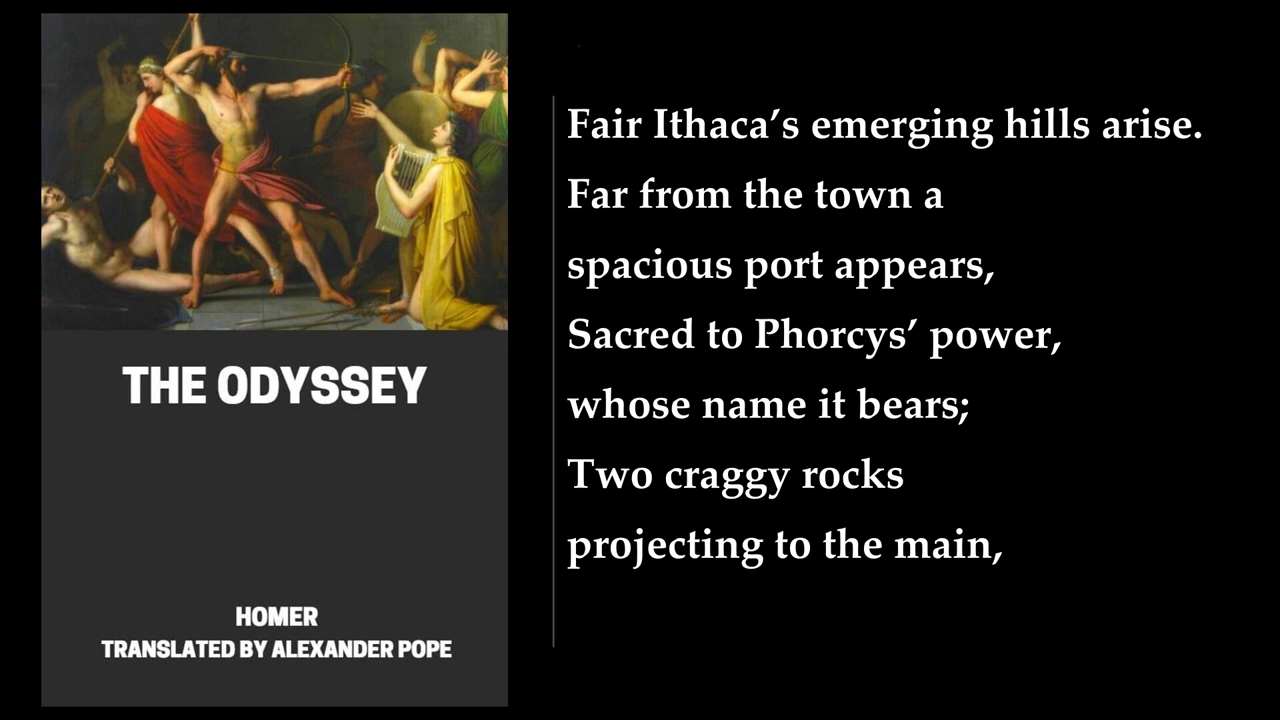 THE ODYSSEY
HOMER
TRANSLATED BY ALEXANDER POPE
Fair Ithaca’s emerging hills arise.
Far from the town a
spacious port appears,
Sacred to Phorcys’ power,
whose name it bears;
Two craggy rocks
projecting to the main,